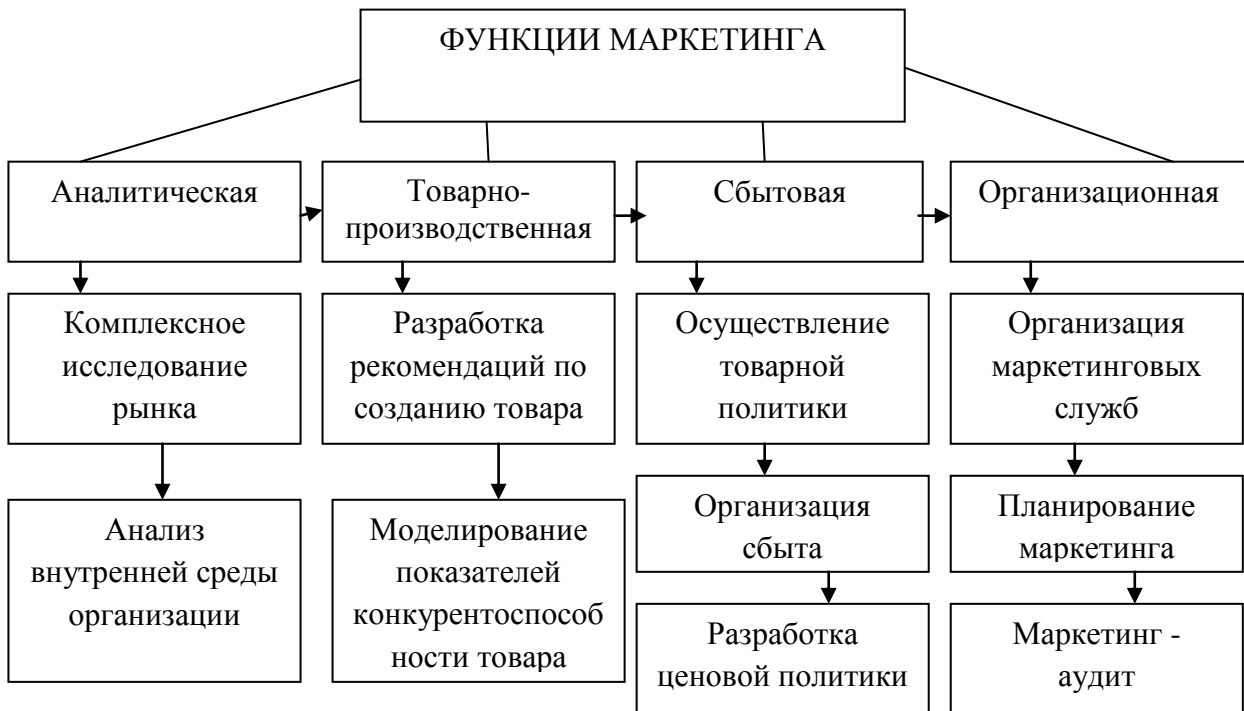 ФУНКЦИИ МАРКЕТИНГА
Аналитическая
Товарно-
производственная
Сбытовая
Организационная
Комплексное
исследование
рынка
Разработка
рекомендаций по
созданию товара
Осуществление
товарной
политики
Организация
маркетинговых
служб
Анализ
внутренней среды
организации
Моделирование
показателей
конкурентоспособ
ности товара
Организация
сбыта
Планирование
маркетинга
Разработка
ценовой политики
Маркетинг -
аудит